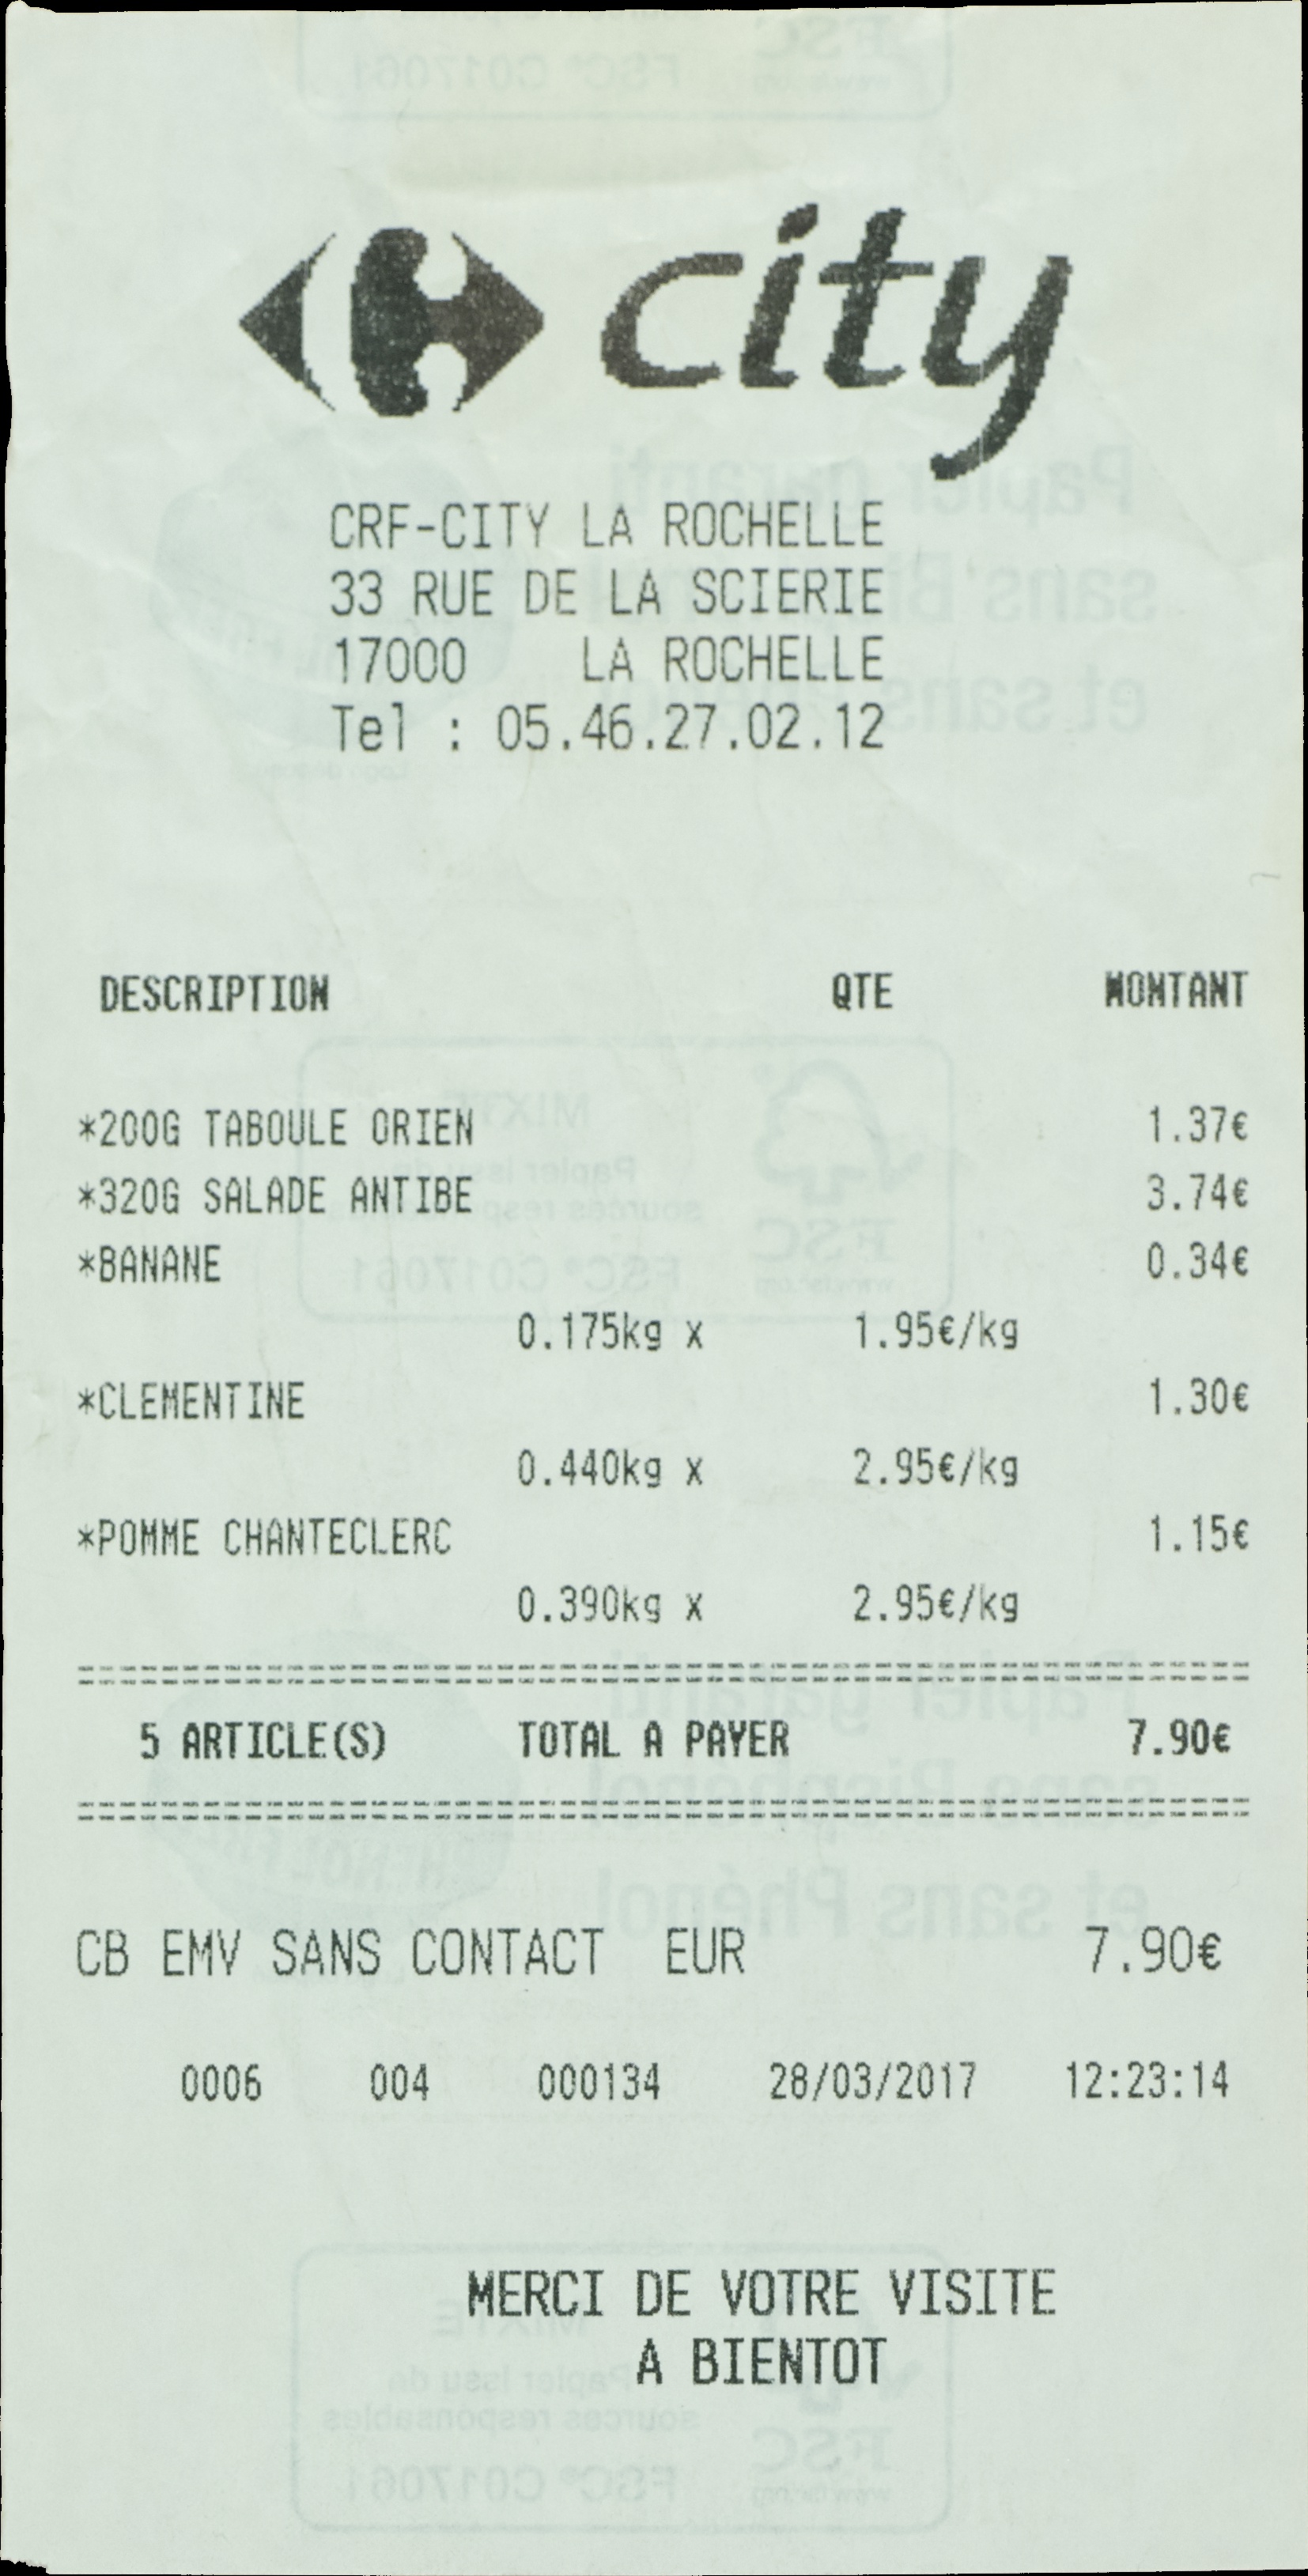 city
CRF-CITY LA ROCHELLE
33 RUE DE LA SCIERIE
17000 LA ROCHELLE
Tel : 05.46.27.02.12
DESCRIPTION QTE MONTANT
*200G TABOULE ORIEN 1.37€
*320G SALADE ANTIBE 3.74€
*BANANE 0.34€
0.175kg x 1.95€/kg
*CLEMENTINE 1.30€
0.440kg x 2.95€/kg
*POMME CHANTECLERC 1.15€
0.390kg x 2.95€/kg
5 ARTICLE(S) TOTAL A PAYER 7.90€
CB EMV SANS CONTACT EUR 7.90€
0006 004 000134 28/03/2017 12:23:14
MERCI DE VOTRE VISITE
A BIENTOT